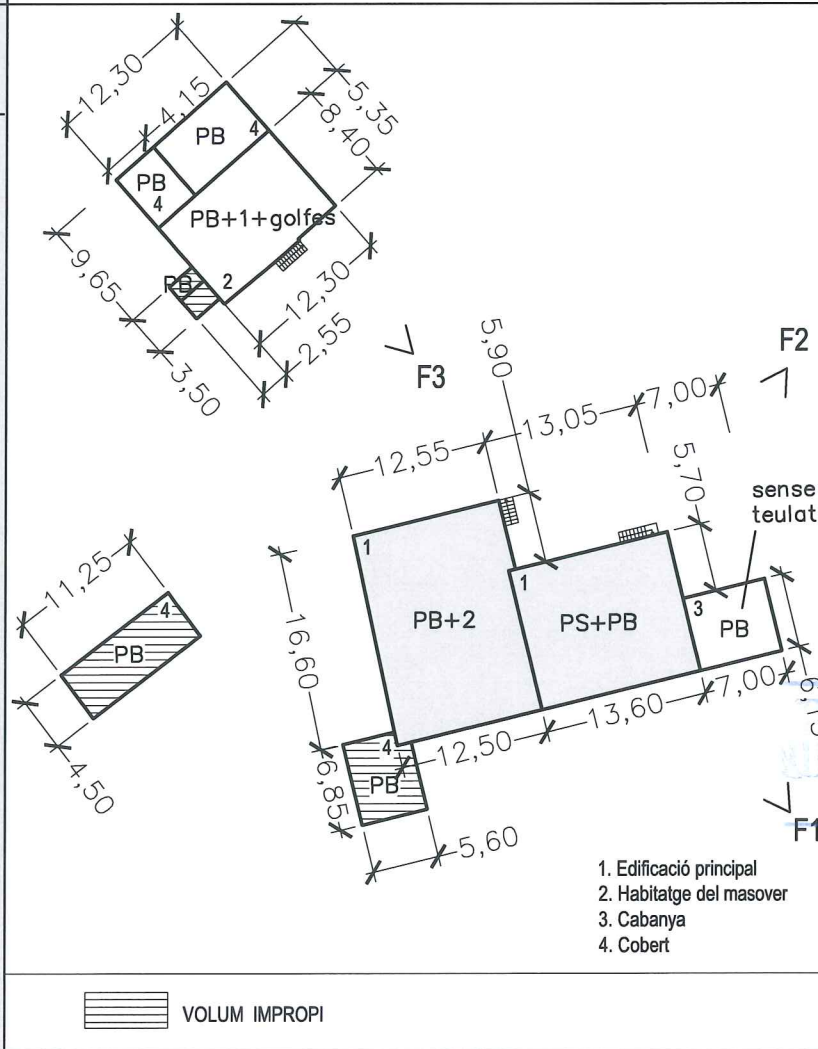 12,30
4,15
5,35
8,40
PB
4
PB
4
PB+1+golfes
PB
2
9,65
3,50
2,55
12,30
F3
5,90
F2
12,55
13,05
7,00
5,70
sense
teulat
1
1
3
PB+2
PS+PB
PB
11,25
4
PB
4,50
16,60
4
PB
6,85
12,50
13,60
7,00
5,60
F1
1. Edificació principal
2. Habitatge del masover
3. Cabanya
4. Cobert
VOLUM IMPROPI